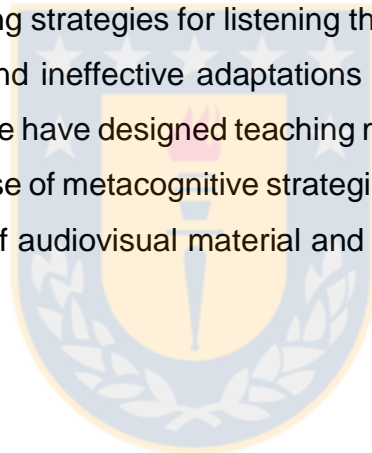 ng strategies for listening th
nd ineffective adaptations
e have designed teaching r
se of metacognitive strategi
f audiovisual material and